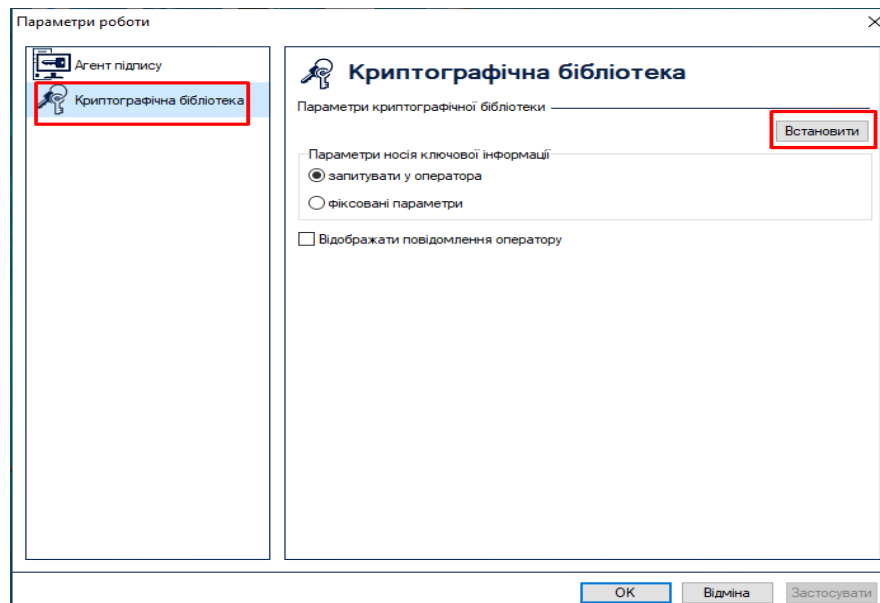 Параметри роботи
Агент підпису
Криптографічна бібліотека
Криптографічна бібліотека
Параметри криптографічної бібліотеки
Встановити
Параметри носія ключової інформації
запитувати у оператора
фіксовані параметри
Відображати повідомлення оператору
OK
Відміна
Застосувати